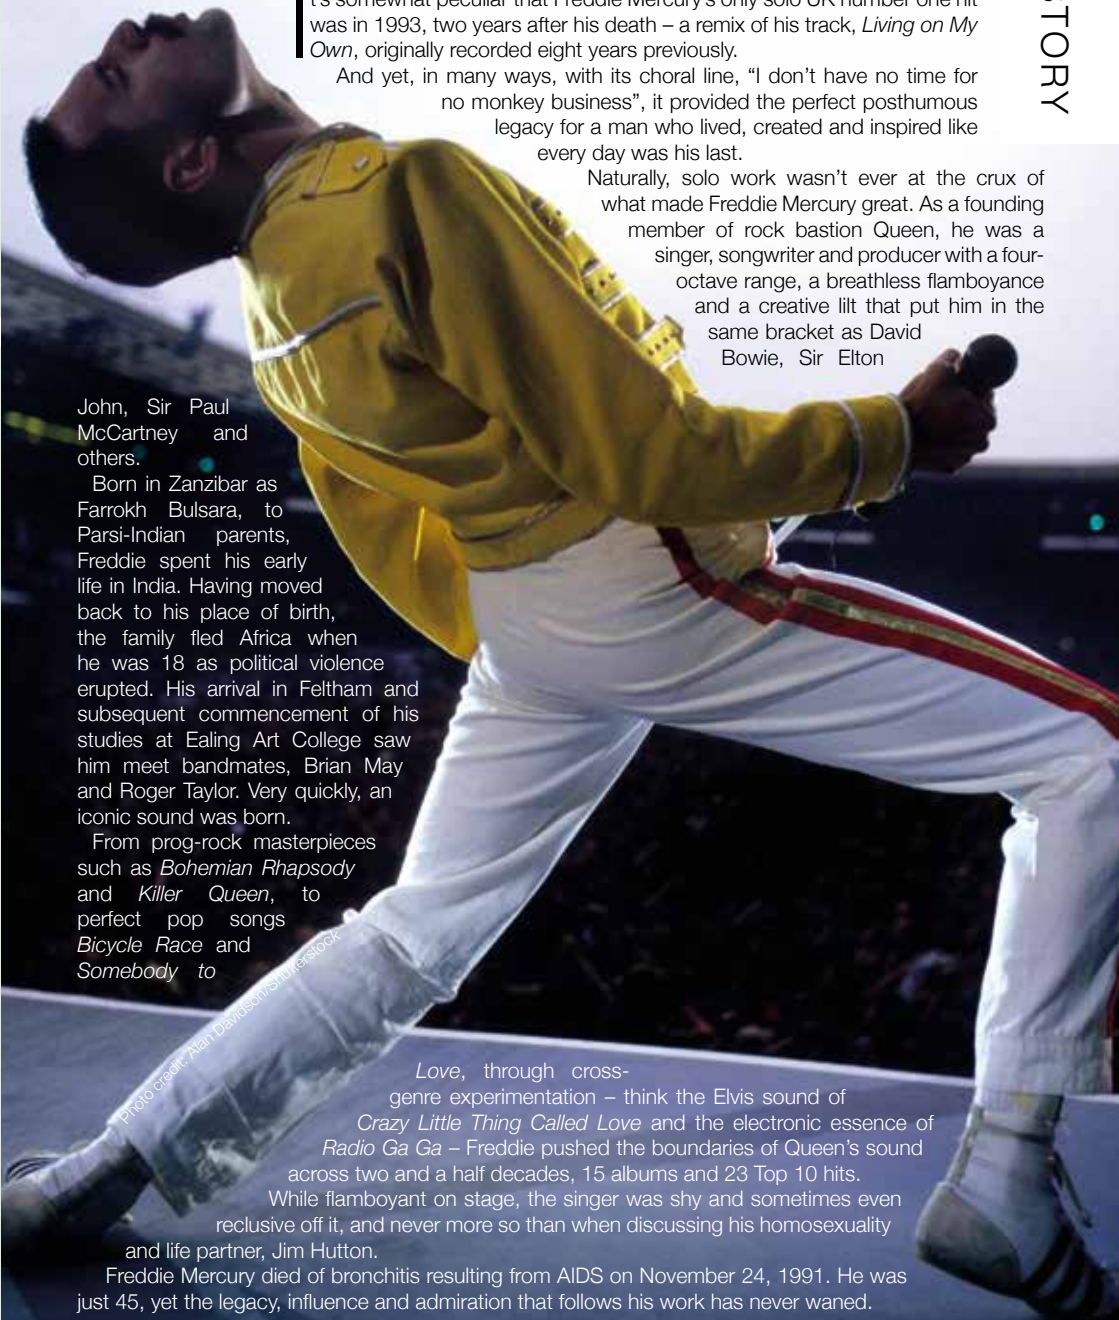 t's somewhat peculiar that Freddie Mercury's only solo UK number one hit
was in 1993, two years after his death – a remix of his track, Living on My
Own, originally recorded eight years previously.
And yet, in many ways, with its choral line, “I don't have no time for
no monkey business”, it provided the perfect posthumous
legacy for a man who lived, created and inspired like
every day was his last.
Naturally, solo work wasn't ever at the crux of
what made Freddie Mercury great. As a founding
member of rock bastion Queen, he was a
singer, songwriter and producer with a four-
octave range, a breathless flamboyance
and a creative lilt that put him in the
same bracket as David
Bowie, Sir Elton
John, Sir Paul
McCartney and
others.
Born in Zanzibar as
Farrokh Bulsara, to
Parsi-Indian parents,
Freddie spent his early
life in India. Having moved
back to his place of birth,
the family fled Africa when
he was 18 as political violence
erupted. His arrival in Feltham and
subsequent commencement of his
studies at Ealing Art College saw
him meet bandmates, Brian May
and Roger Taylor. Very quickly, an
iconic sound was born.
From prog-rock masterpieces
such as Bohemian Rhapsody
and Killer Queen, to
perfect pop songs
Bicycle Race and
Somebody to
Love, through cross-
genre experimentation – think the Elvis sound of
Crazy Little Thing Called Love and the electronic essence of
Radio Ga Ga – Freddie pushed the boundaries of Queen's sound
across two and a half decades, 15 albums and 23 Top 10 hits.
While flamboyant on stage, the singer was shy and sometimes even
reclusive off it, and never more so than when discussing his homosexuality
and life partner, Jim Hutton.
Freddie Mercury died of bronchitis resulting from AIDS on November 24, 1991. He was
just 45, yet the legacy, influence and admiration that follows his work has never waned.
Photo credit: Alan Davidson/Shutterstock
STORY